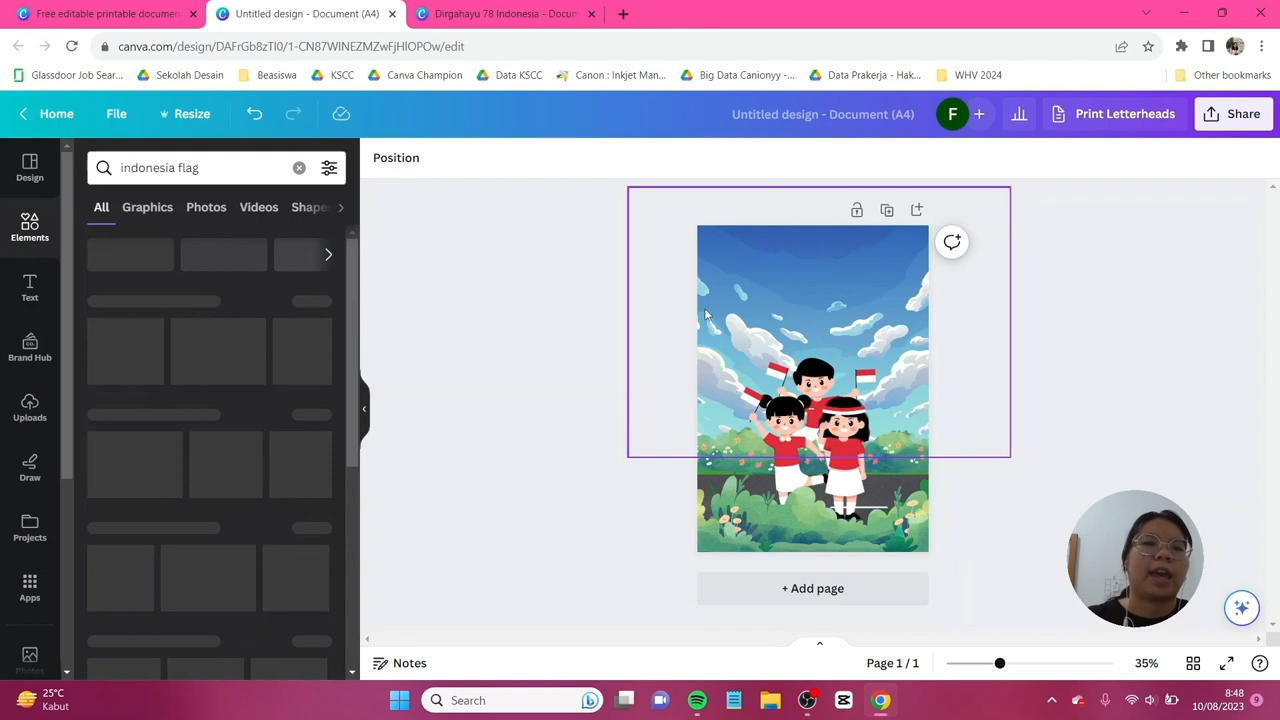 Free editable printable documen
Untitled design - Document (A4)
Dirgahayu 78 Indonesia - Docum
canva.com/design/DAFrGb8zTI0/1-CN87WlNEZMZwFjHlOPOw/edit
Glassdoor Job Sear...
Sekolah Desain
Beasiswa
KSCC
Canva Champion
Data KSCC
Canon : Inkjet Man...
Big Data Canionyy -...
Data Prakerja - Hak...
WHV 2024
Other bookmarks
Home
File
Resize
Untitled design - Document (A4)
F
Print Letterheads
Share
Design
Elements
Text
Brand Hub
Uploads
Draw
Projects
Apps
Photos
indonesia flag
All
Graphics
Photos
Videos
Shapes
Position
+ Add page
Notes
Page 1 / 1
35%
25°C
Kabut
Search
8:48
10/08/2023
9